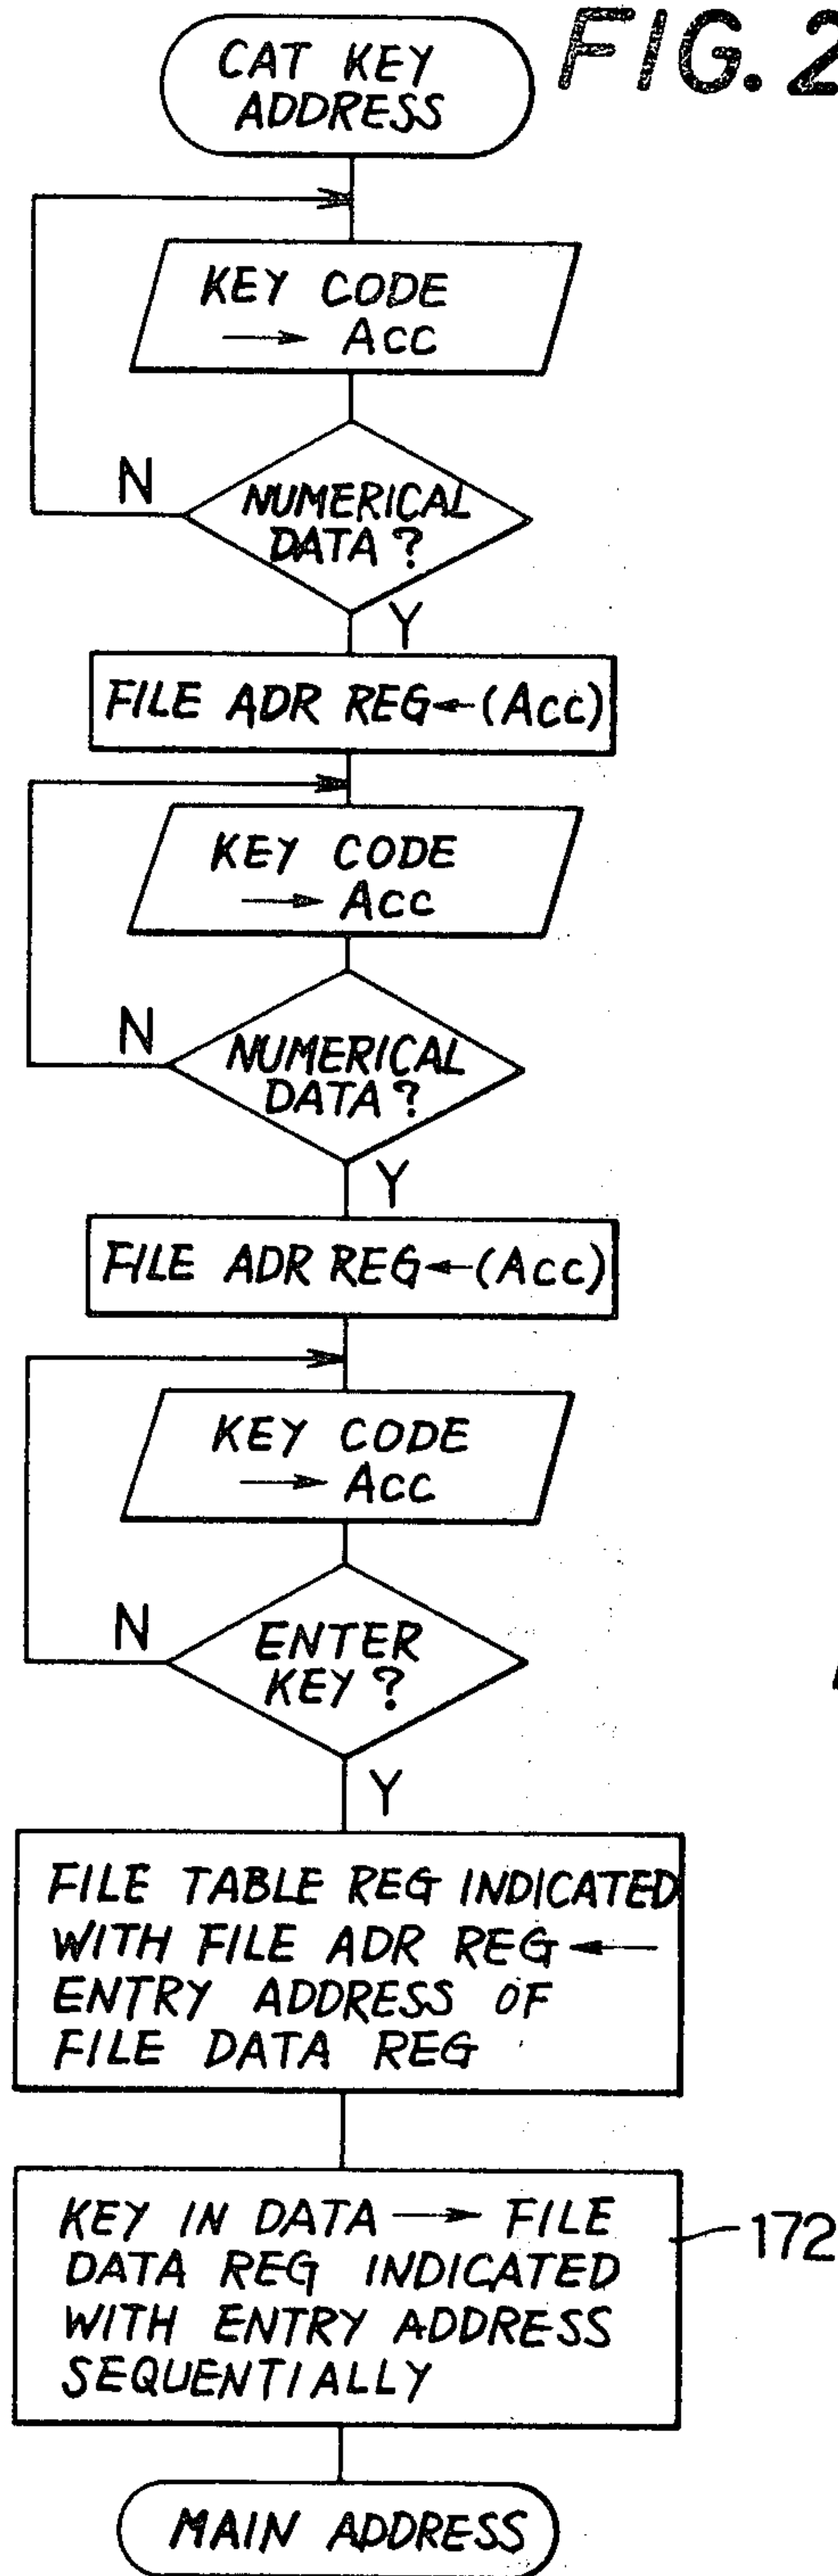 FIG. 2
CAT KEY
ADDRESS
KEY CODE
→ Acc
N
NUMERICAL
DATA?
Y
FILE ADR REG←(Acc)
KEY CODE
→ Acc
N
NUMERICAL
DATA?
Y
FILE ADR REG←(Acc)
KEY CODE
→ Acc
N
ENTER
KEY?
Y
FILE TABLE REG INDICATED
WITH FILE ADR REG ←
ENTRY ADDRESS OF
FILE DATA REG
KEY IN DATA → FILE
DATA REG INDICATED
WITH ENTRY ADDRESS
SEQUENTIALLY
172
MAIN ADDRESS